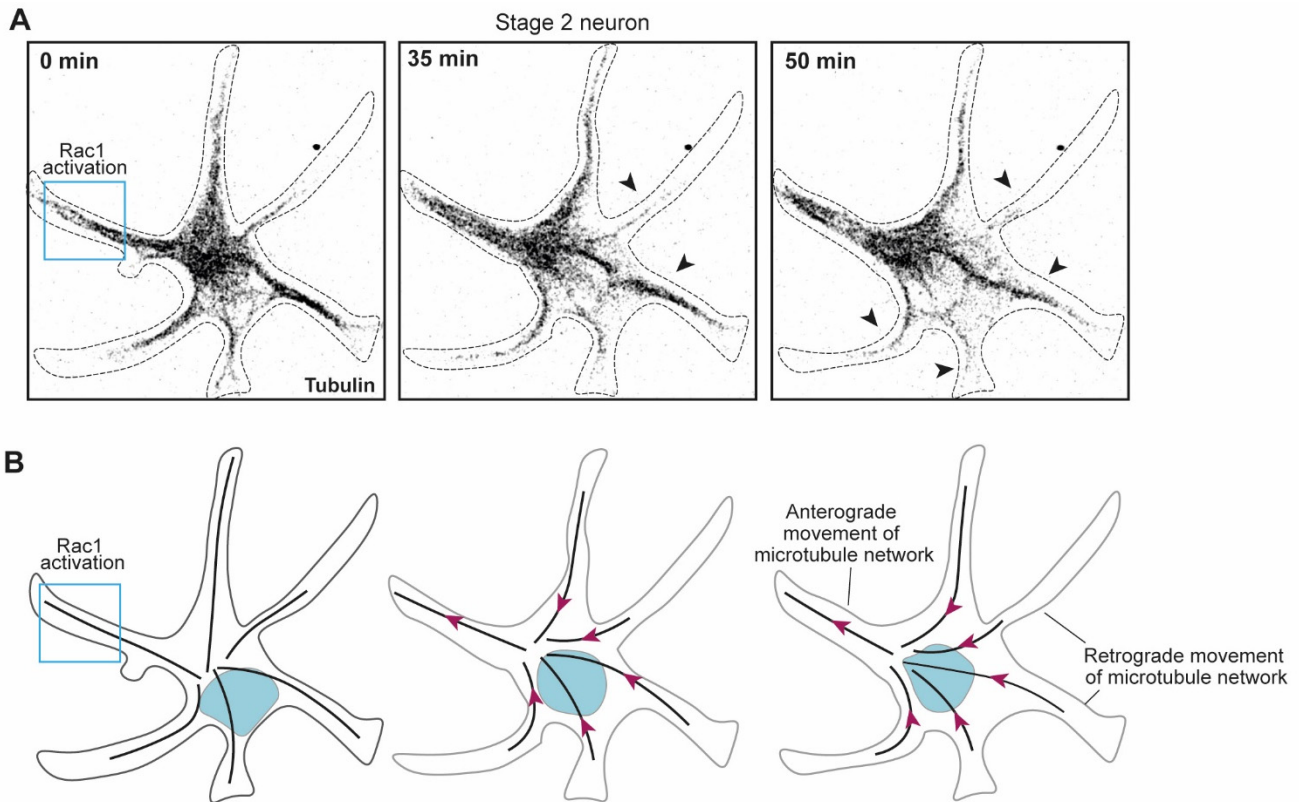 A
Stage 2 neuron
0 min
35 min
50 min
Rac1
activation
Tubulin
B
Rac1
activation
Anterograde
movement of
microtubule network
Retrograde movement
of microtubule network